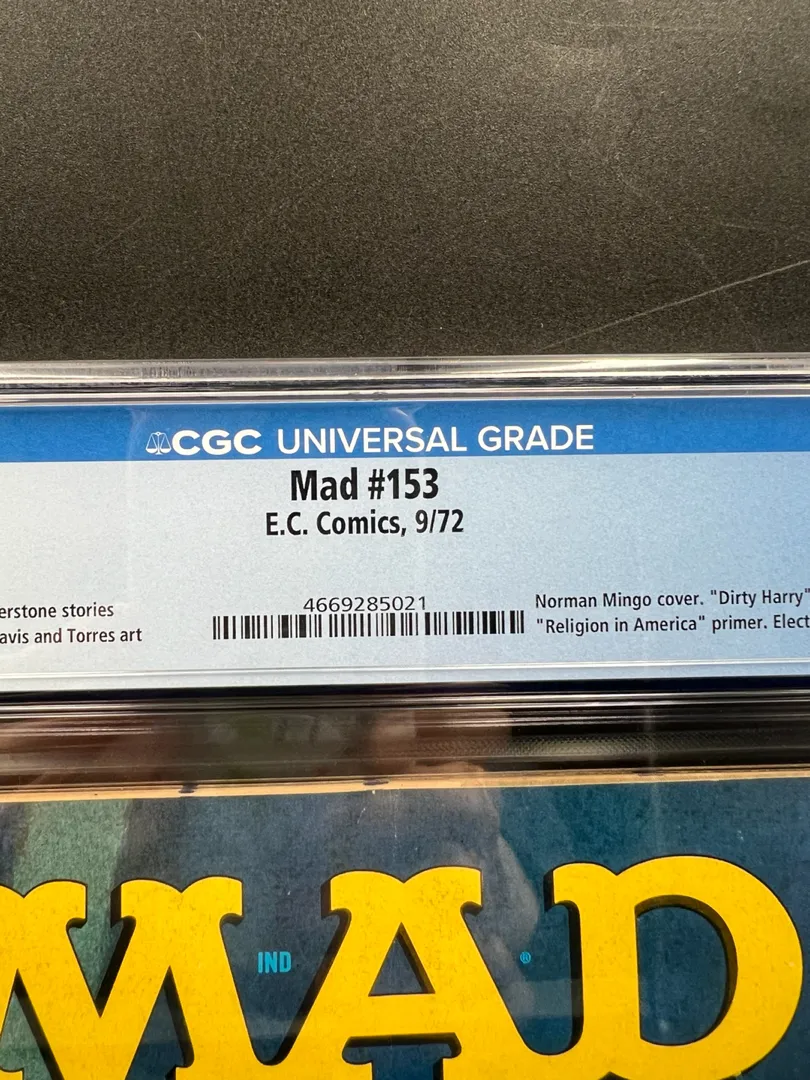 CGC UNIVERSAL GRADE
Mad #153
E.C. Comics, 9/72
erstone stories
avis and Torres art
4669285021
Norman Mingo cover. "Dirty Harry"
"Religion in America" primer. Elect
IND
®
MAD